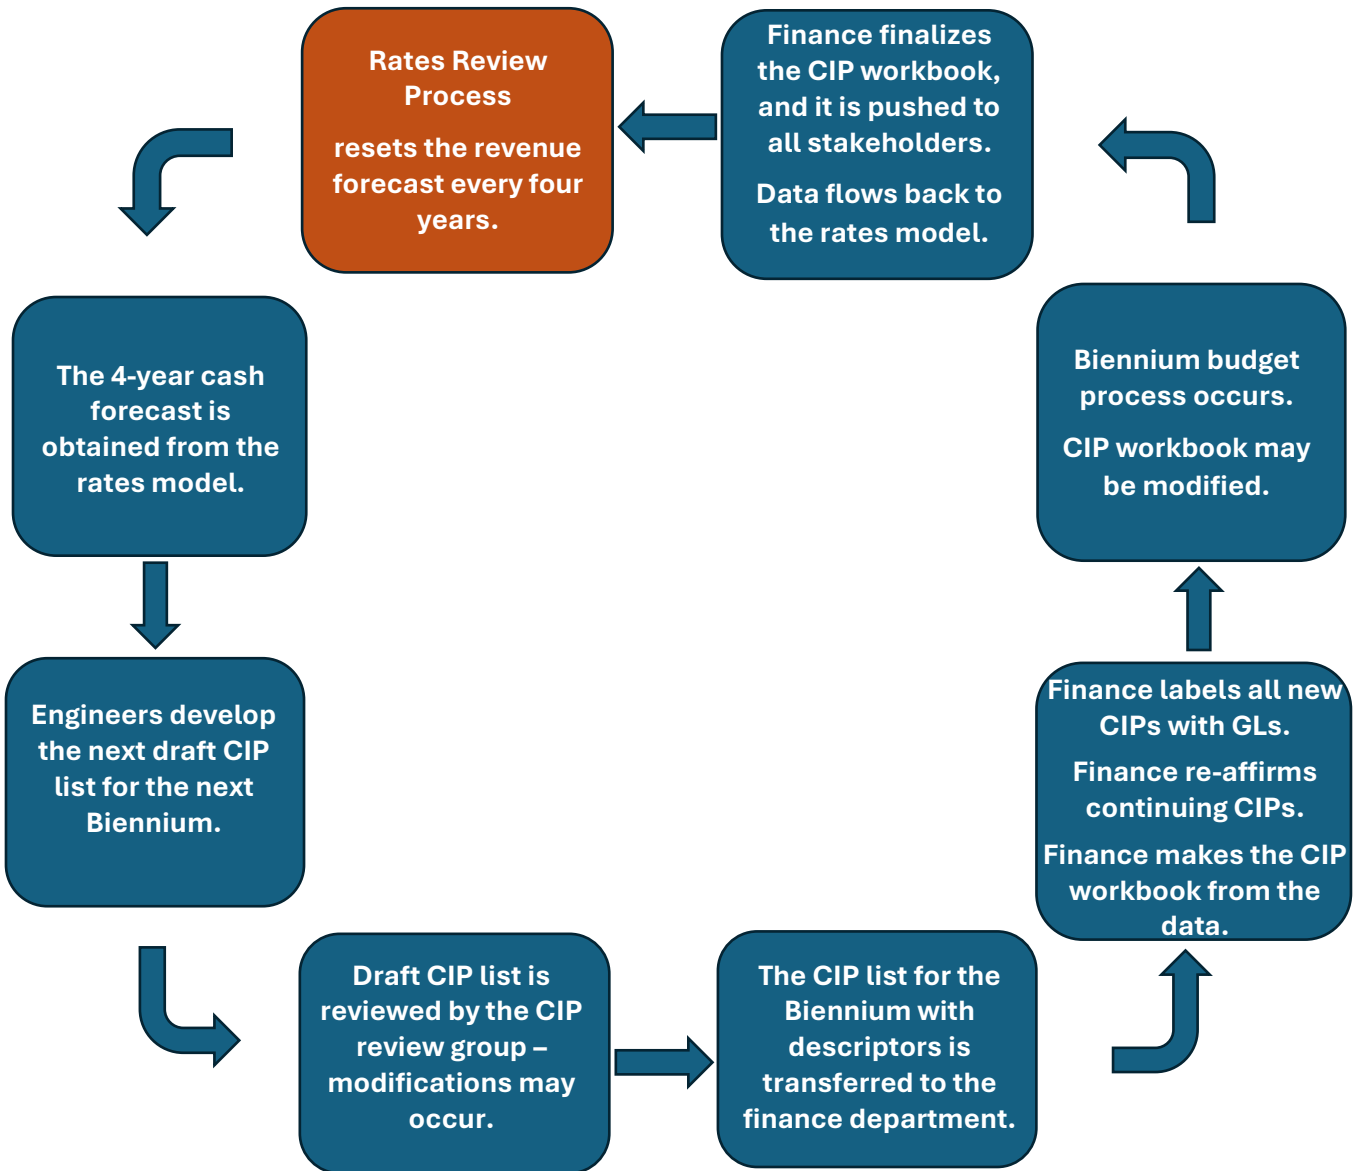 Rates Review
Process
resets the revenue
forecast every four
years.
Finance finalizes
the CIP workbook,
and it is pushed to
all stakeholders.
Data flows back to
the rates model.
The 4-year cash
forecast is
obtained from the
rates model.
Biennium budget
process occurs.
CIP workbook may
be modified.
Engineers develop
the next draft CIP
list for the next
Biennium.
Finance labels all new
CIPs with GLs.
Finance re-affirms
continuing CIPs.
Finance makes the CIP
workbook from the
data.
Draft CIP list is
reviewed by the CIP
review group –
modifications may
occur.
The CIP list for the
Biennium with
descriptors is
transferred to the
finance department.